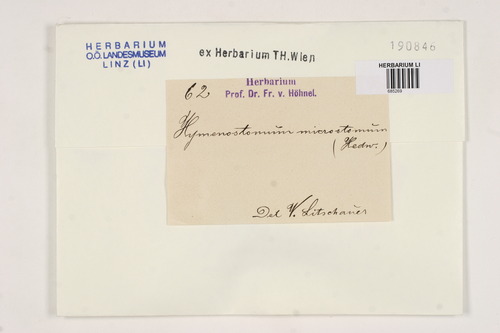 HERBARIUM
O.Ö. LANDESMUSEUM
LINZ (LI)
ex Herbarium TH.Wien
190846
HERBARIUM LI
62
Herbarium
Prof. Dr. Fr. v. Höhnel.
Hymenostomum microstomum
(Hedw.)
Det V. Litschauer